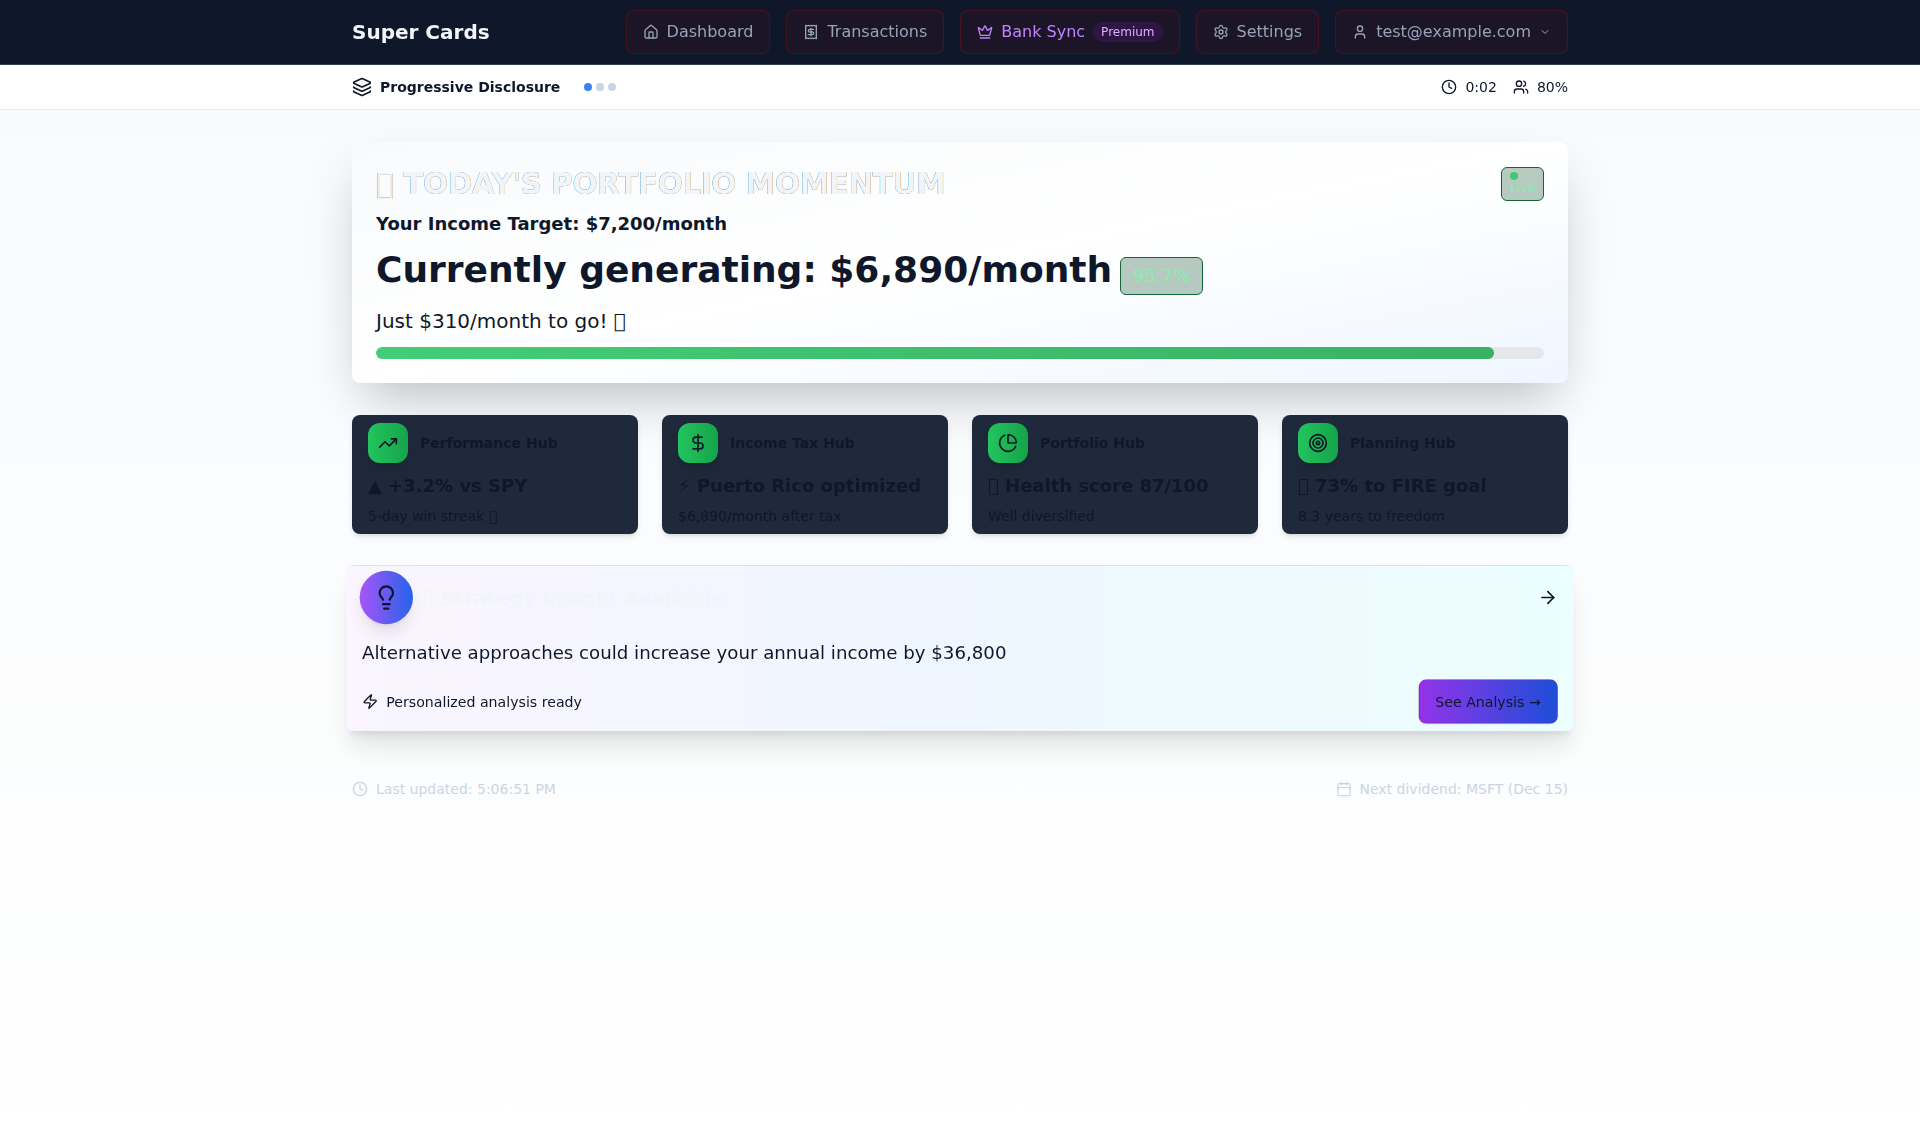 Super Cards
Dashboard
Transactions
Bank Sync Premium
Settings
test@example.com
Progressive Disclosure
0:02
80%
TODAY'S PORTFOLIO MOMENTUM
Live
Your Income Target: $7,200/month
Currently generating: $6,890/month 95.7%
Just $310/month to go!
Performance Hub
▲ +3.2% vs SPY
5-day win streak
Income Tax Hub
⚡ Puerto Rico optimized
$6,890/month after tax
Portfolio Hub
Health score 87/100
Well diversified
Planning Hub
73% to FIRE goal
8.3 years to freedom
Strategy Insight Available
Alternative approaches could increase your annual income by $36,800
Personalized analysis ready
See Analysis →
Last updated: 5:06:51 PM
Next dividend: MSFT (Dec 15)